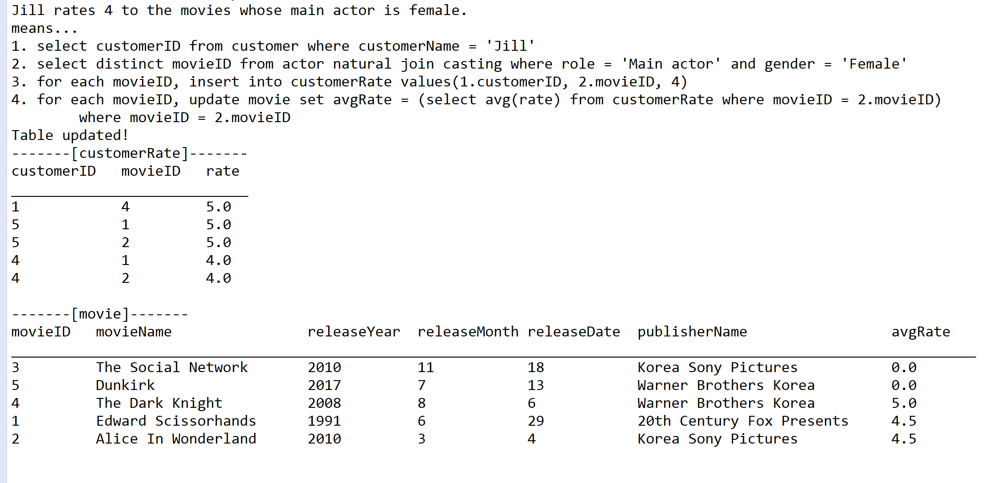 Jill rates 4 to the movies whose main actor is female.
means...
1. select customerID from customer where customerName = 'Jill'
2. select distinct movieID from actor natural join casting where role = 'Main actor' and gender = 'Female'
3. for each movieID, insert into customerRate values(1.customerID, 2.movieID, 4)
4. for each movieID, update movie set avgRate = (select avg(rate) from customerRate where movieID = 2.movieID)
        where movieID = 2.movieID
Table updated!
-------[customerRate]-------
customerID   movieID   rate
____________________________
1            4         5.0
5            1         5.0
5            2         5.0
4            1         4.0
4            2         4.0
-------[movie]-------
movieID   movieName                releaseYear  releaseMonth releaseDate  publisherName                 avgRate
__________________________________________________________________________________________________________________
3         The Social Network       2010         11           18           Korea Sony Pictures           0.0
5         Dunkirk                  2017         7            13           Warner Brothers Korea         0.0
4         The Dark Knight          2008         8            6            Warner Brothers Korea         5.0
1         Edward Scissorhands      1991         6            29           20th Century Fox Presents     4.5
2         Alice In Wonderland      2010         3            4            Korea Sony Pictures           4.5